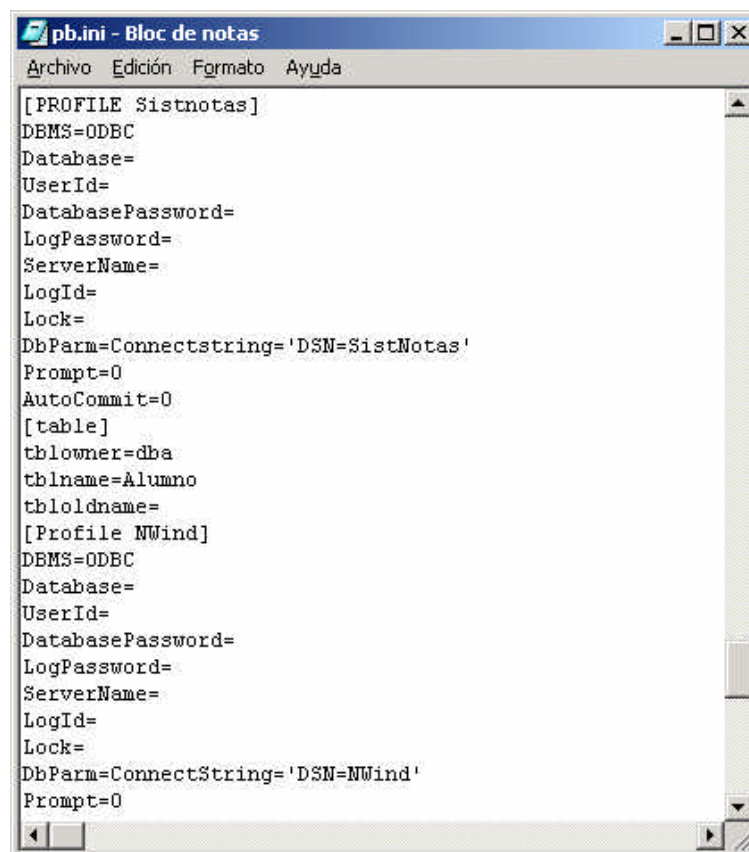 pb.ini - Bloc de notas
Archivo Edición Formato Ayuda
[PROFILE Sistnotas]
DBMS=ODBC
Database=
UserId=
DatabasePassword=
LogPassword=
ServerName=
LogId=
Lock=
DbParm=Connectstring='DSN=SistNotas'
Prompt=0
AutoCommit=0
[table]
tblowner=dba
tblname=Alumno
tbloldname=
[Profile NWind]
DBMS=ODBC
Database=
UserId=
DatabasePassword=
LogPassword=
ServerName=
LogId=
Lock=
DbParm=ConnectString='DSN=NWind'
Prompt=0